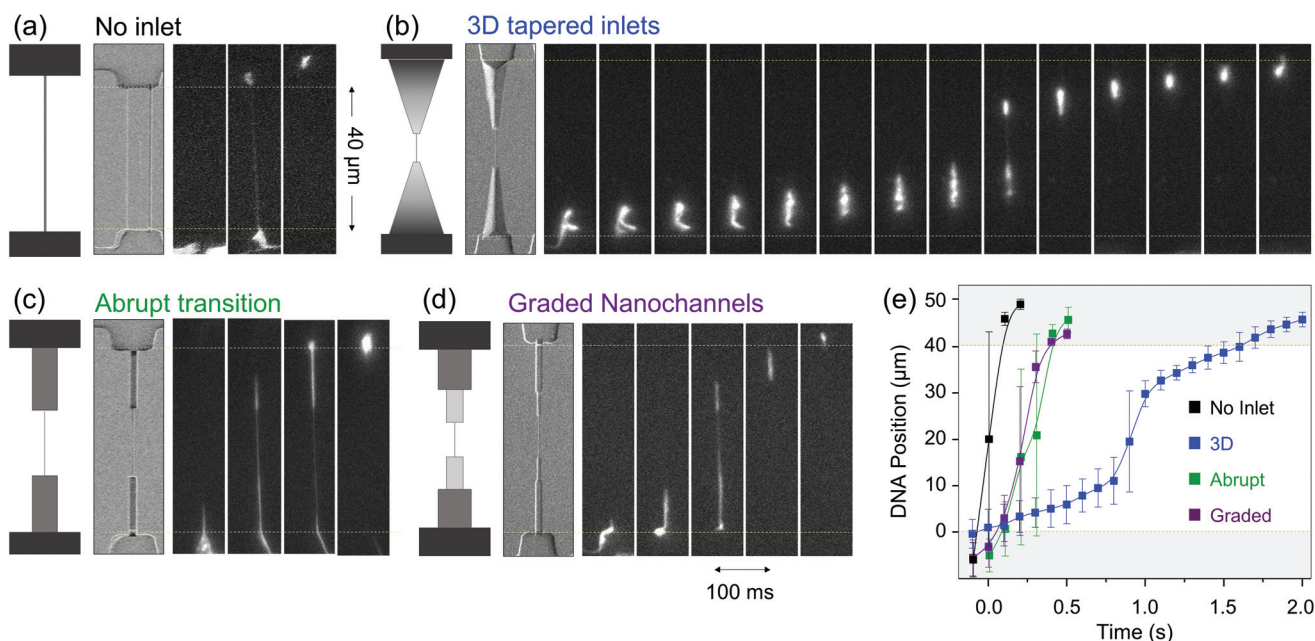 (a) No inlet
40 µm
(b) 3D tapered inlets
(c) Abrupt transition
(d) Graded Nanochannels
100 ms
(e)
DNA Position (µm)
50
40
30
20
10
0
No Inlet
3D
Abrupt
Graded
0.0 0.5 1.0 1.5 2.0
Time (s)